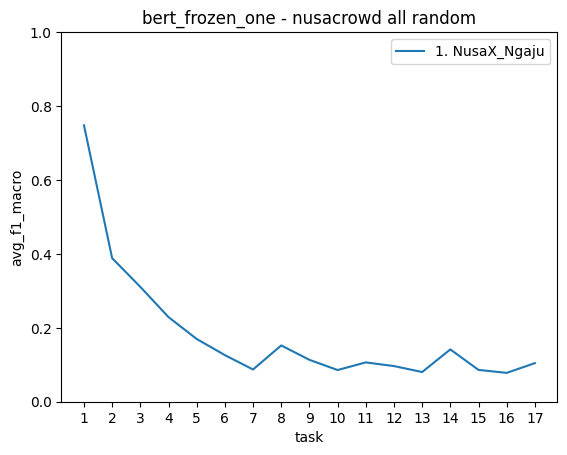 bert_frozen_one - nusacrowd all random
1. NusaX_Ngaju
avg_f1_macro
1.0
0.8
0.6
0.4
0.2
0.0
1 2 3 4 5 6 7 8 9 10 11 12 13 14 15 16 17
task